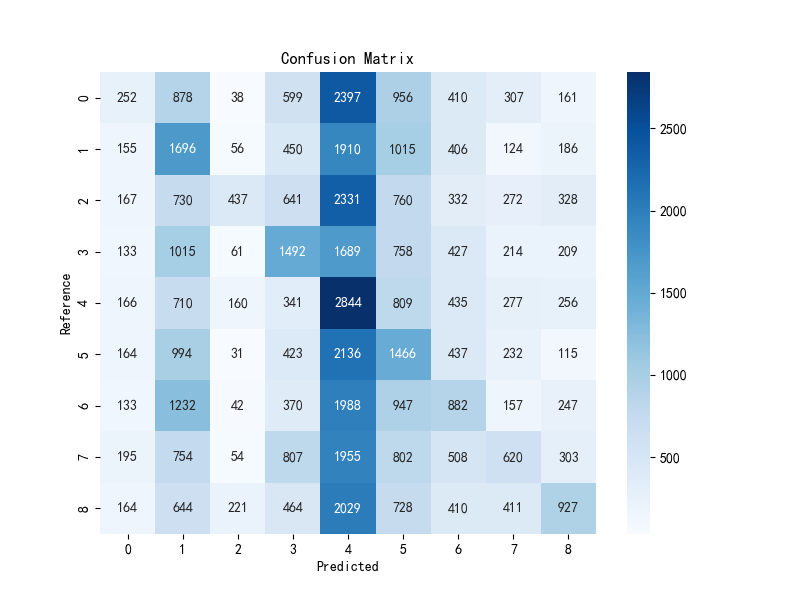 Confusion Matrix
0 252 878 38 599 2397 956 410 307 161
1 155 1696 56 450 1910 1015 406 124 186
2 167 730 437 641 2331 760 332 272 328
3 133 1015 61 1492 1689 758 427 214 209
4 166 710 160 341 2844 809 435 277 256
5 164 994 31 423 2136 1466 437 232 115
6 133 1232 42 370 1988 947 882 157 247
7 195 754 54 807 1955 802 508 620 303
8 164 644 221 464 2029 728 410 411 927
0 1 2 3 4 5 6 7 8
Predicted
Reference
2500
2000
1500
1000
500